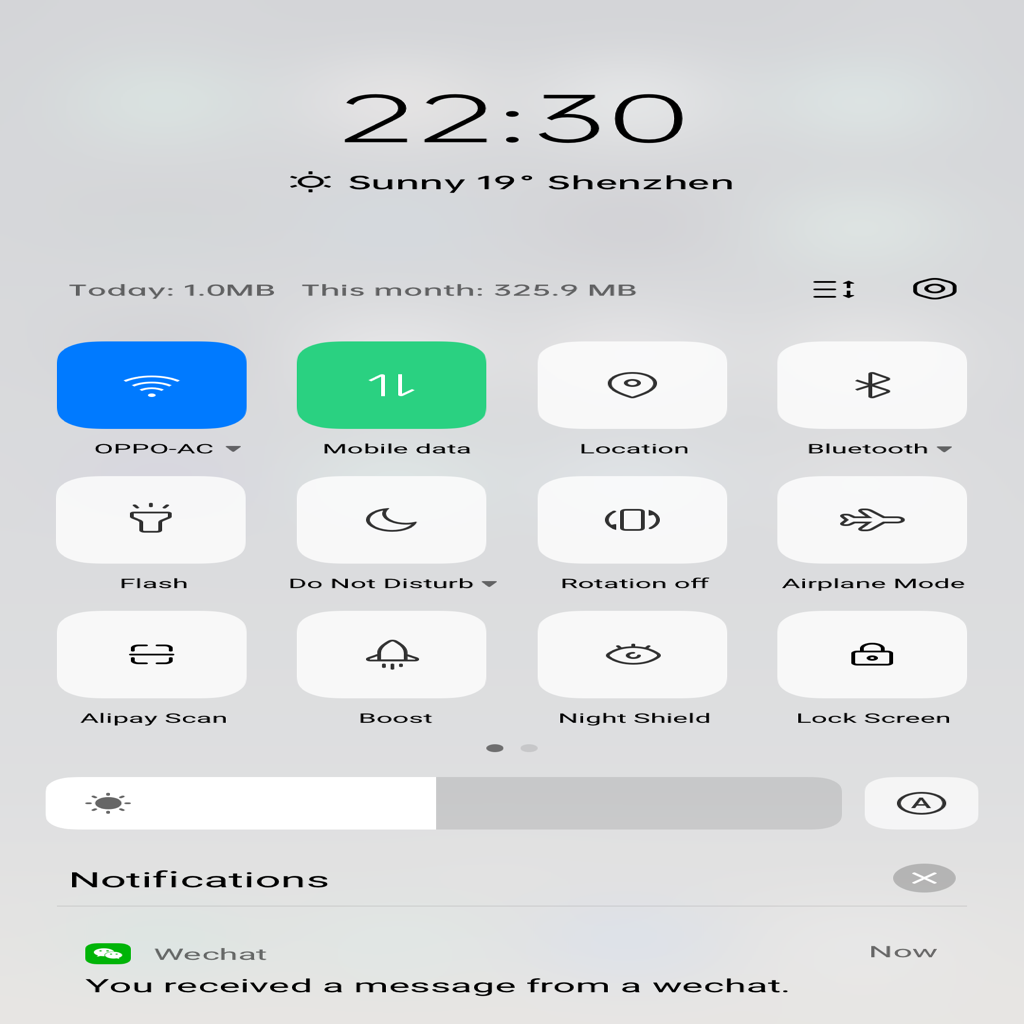 22:30
Sunny 19° Shenzhen
Today: 1.0MB This month: 325.9 MB
OPPO-AC Mobile data Location Bluetooth
Flash Do Not Disturb Rotation off Airplane Mode
Alipay Scan Boost Night Shield Lock Screen
A
Notifications
Wechat Now
You received a message from a wechat.